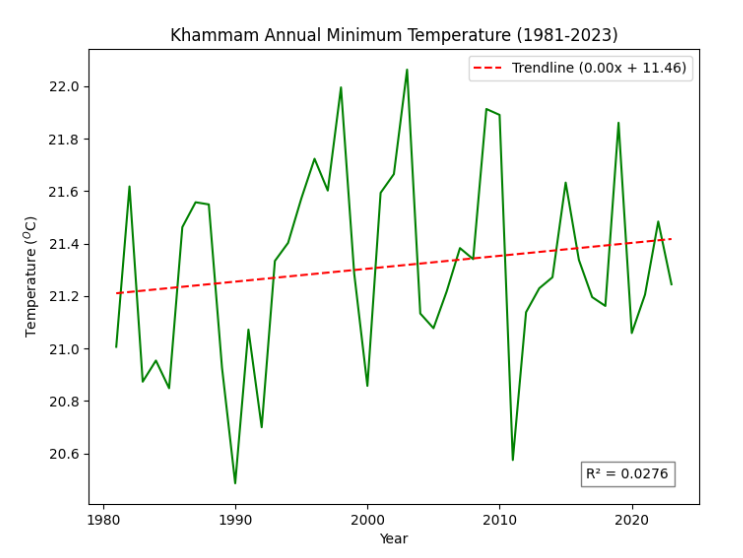 Khammam Annual Minimum Temperature (1981-2023)
Trendline (0.00x + 11.46)
22.0
21.8
21.6
21.4
21.2
21.0
20.8
20.6
Temperature (°C)
R² = 0.0276
1980 1990 2000 2010 2020
Year